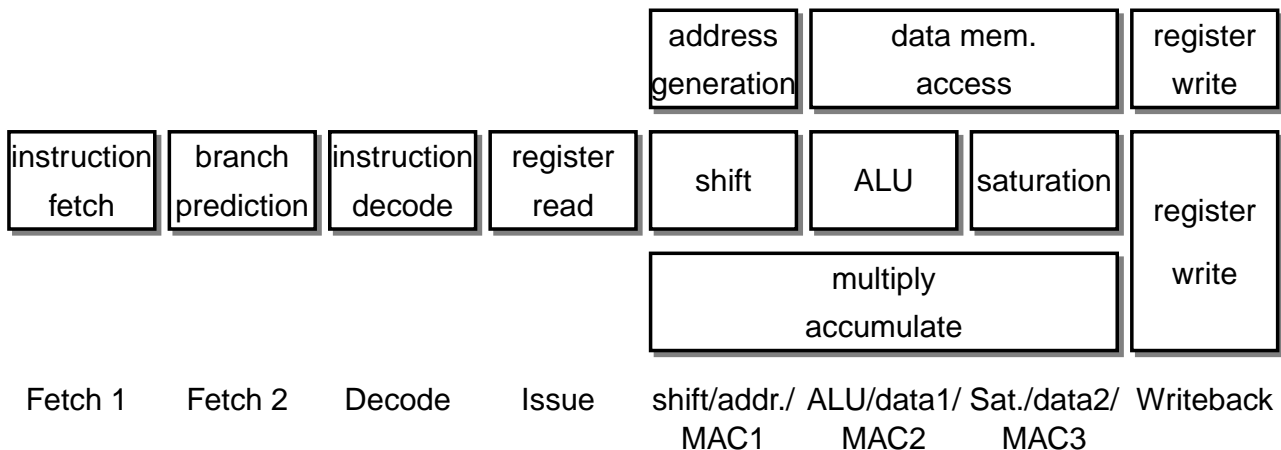 address
generation
data mem.
access
register
write
instruction
fetch
branch
prediction
instruction
decode
register
read
shift
ALU
saturation
register
write
multiply
accumulate
Fetch 1
Fetch 2
Decode
Issue
shift/addr./
MAC1
ALU/data1/
MAC2
Sat./data2/
MAC3
Writeback